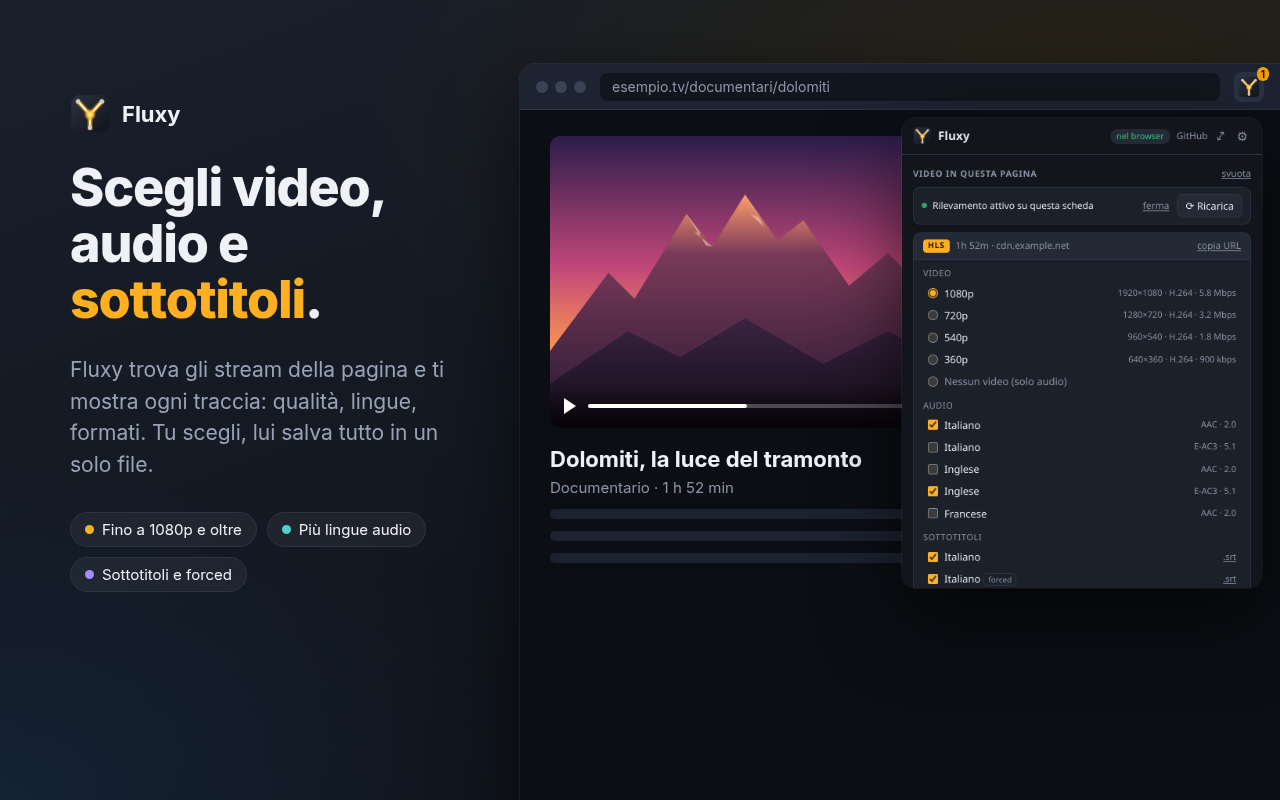 Fluxy
Scegli video,
audio e
sottotitoli.
Fluxy trova gli stream della pagina e ti
mostra ogni traccia: qualità, lingue,
formati. Tu scegli, lui salva tutto in un
solo file.
Fino a 1080p e oltre
Più lingue audio
Sottotitoli e forced
esempio.tv/documentari/dolomiti
1
Dolomiti, la luce del tramonto
Documentario · 1 h 52 min
Fluxy nel browser GitHub
VIDEO IN QUESTA PAGINA svuota
Rilevamento attivo su questa scheda ferma ⟳ Ricarica
HLS 1h 52m · cdn.example.net copia URL
VIDEO
1080p 1920×1080 · H.264 · 5.8 Mbps
720p 1280×720 · H.264 · 3.2 Mbps
540p 960×540 · H.264 · 1.8 Mbps
360p 640×360 · H.264 · 900 kbps
Nessun video (solo audio)
AUDIO
Italiano AAC · 2.0
Italiano E-AC3 · 5.1
Inglese AAC · 2.0
Inglese E-AC3 · 5.1
Francese AAC · 2.0
SOTTOTITOLI
Italiano .srt
Italiano forced .srt